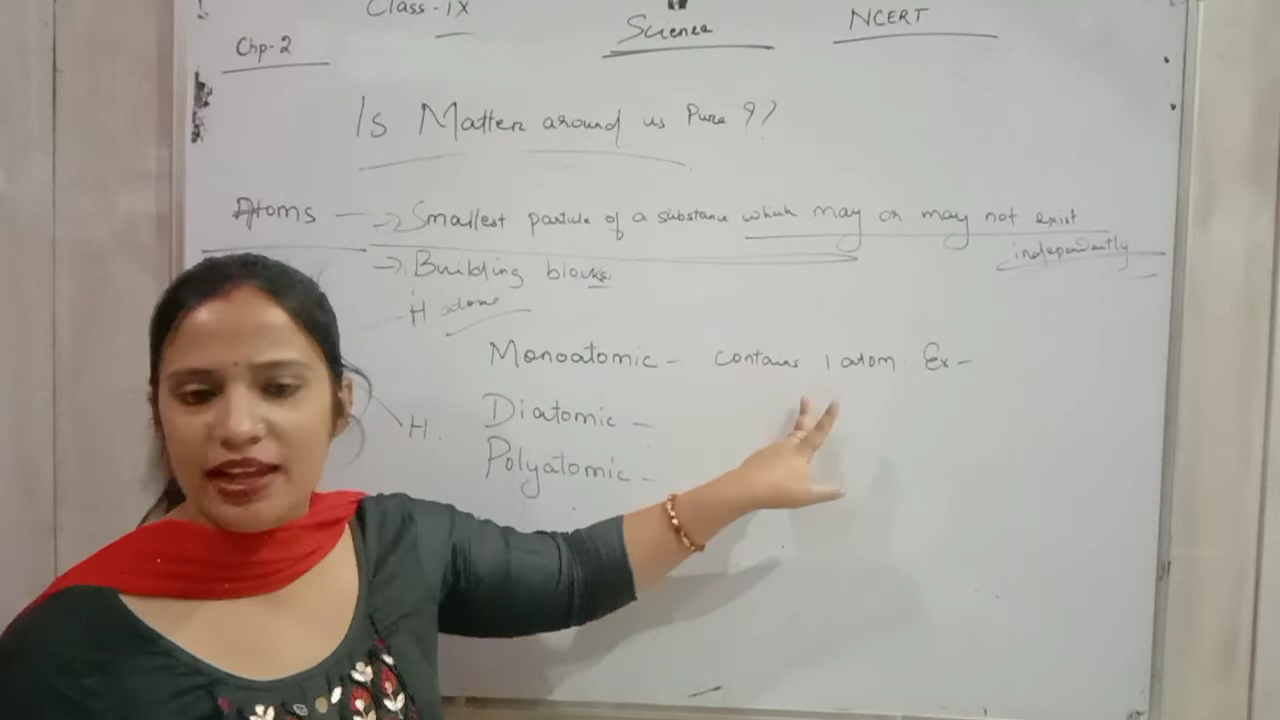 Class - IX Science NCERT
Chp-2
Is Matter around us Pure ??
Atoms → Smallest particle of a substance which may or may not exist
independently
→ Building blocks.
H atoms
Monoatomic - contains 1 atom. Ex -
Diatomic -
H.
Polyatomic -